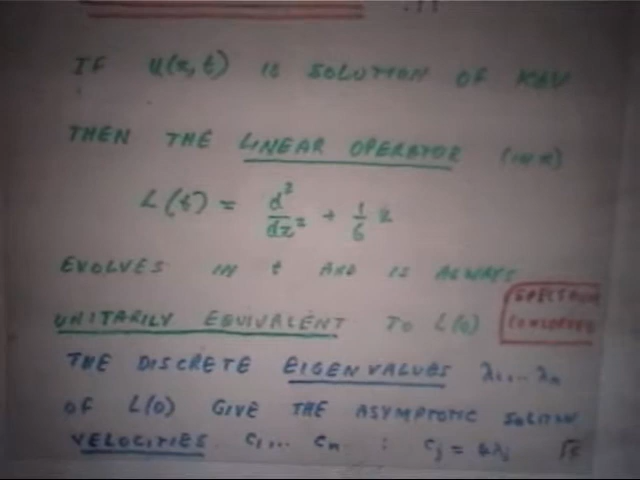 IF u(x, t) IS SOLUTION OF KdV
THEN THE LINEAR OPERATOR (IN x)
L(t) = d²/dx² + 1/6 u
EVOLVES IN t AND IS ALWAYS
UNITARILY EQUIVALENT TO L(0)
SPECTRUM
CONSERVED
THE DISCRETE EIGENVALUES λ₁... λₙ
OF L(0) GIVE THE ASYMPTOTIC SOLITON
VELOCITIES c₁... cₙ : cⱼ = 4λⱼ